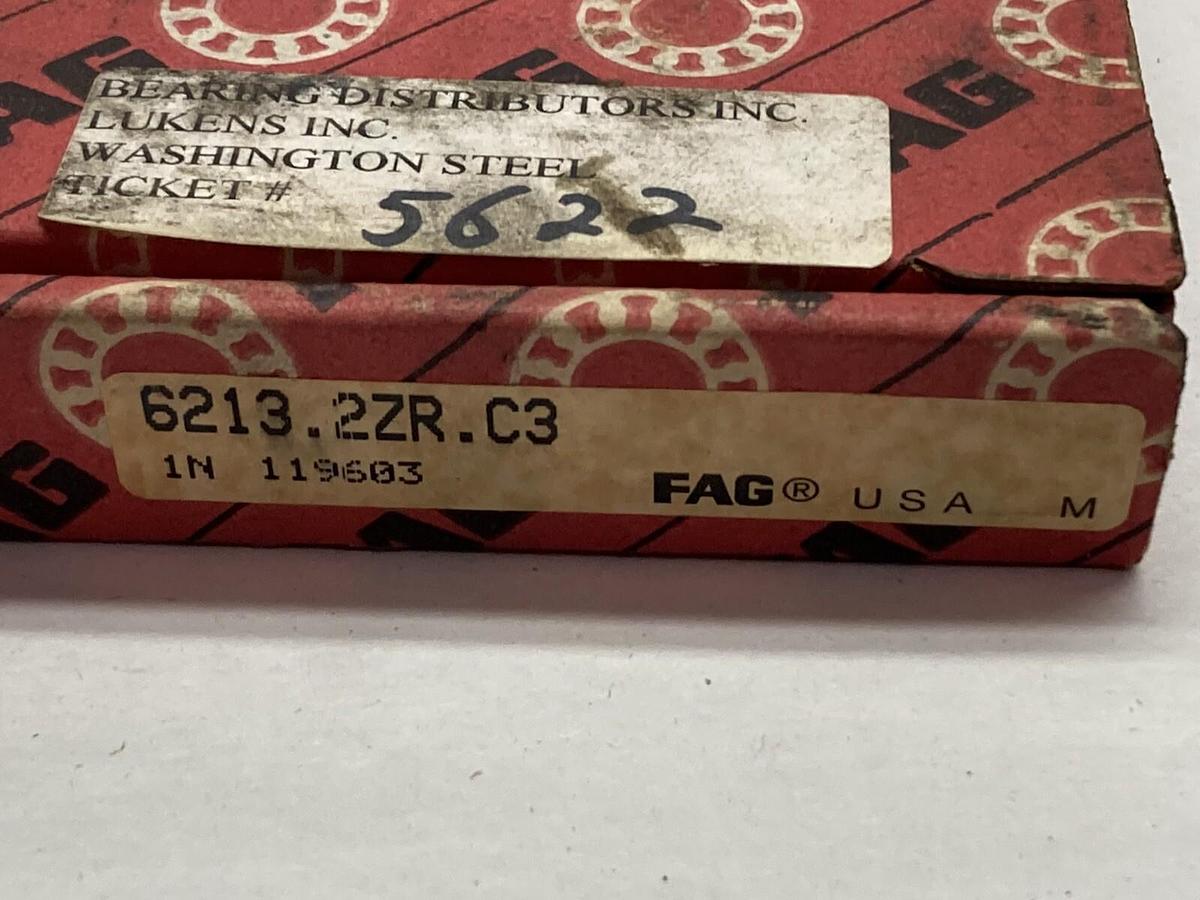 BEARING DISTRIBUTORS INC.
LUKENS INC.
WASHINGTON STEEL
TICKET # 5622
6213.2ZR.C3
1N 119603
FAG® USA M